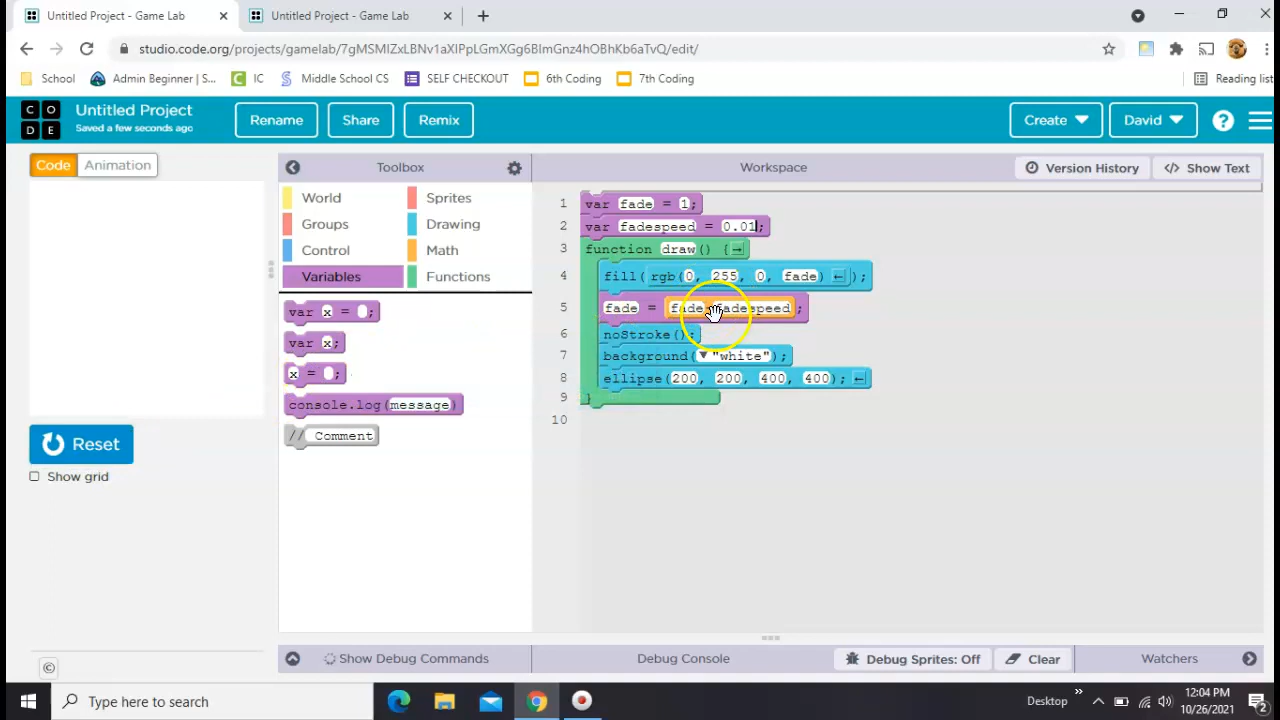 Untitled Project - Game Lab
Untitled Project - Game Lab
studio.code.org/projects/gamelab/7gMSMIZxLBNv1aXIPpLGmXGg6BlmGnz4hOBhKb6aTvQ/edit/
School Admin Beginner | S... IC Middle School CS SELF CHECKOUT 6th Coding 7th Coding Reading list
CODE
Untitled Project
Saved a few seconds ago
Rename Share Remix Create David ?
Code Animation Toolbox Workspace Version History </> Show Text
World Sprites
Groups Drawing
Control Math
Variables Functions
var x = ;
var x;
x = ;
console.log(message)
// Comment
1 var fade = 1;
2 var fadespeed = 0.01;
3 function draw() {
4 fill( rgb(0, 255, 0, fade) );
5 fade = fade fadespeed ;
6 noStroke();
7 background( "white");
8 ellipse(200, 200, 400, 400);
9 }
10
Reset
Show grid
©
Show Debug Commands Debug Console Debug Sprites: Off Clear Watchers
Type here to search
Desktop
12:04 PM
10/26/2021
2